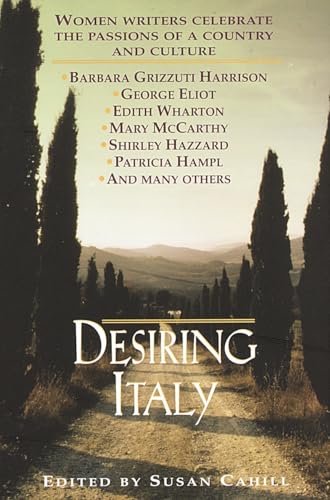 WOMEN WRITERS CELEBRATE
THE PASSIONS OF A COUNTRY
AND CULTURE
• BARBARA GRIZZUTI HARRISON
• GEORGE ELIOT
• EDITH WHARTON
• MARY MCCARTHY
• SHIRLEY HAZZARD
• PATRICIA HAMPL
• AND MANY OTHERS
DESIRING
ITALY
EDITED BY SUSAN CAHILL